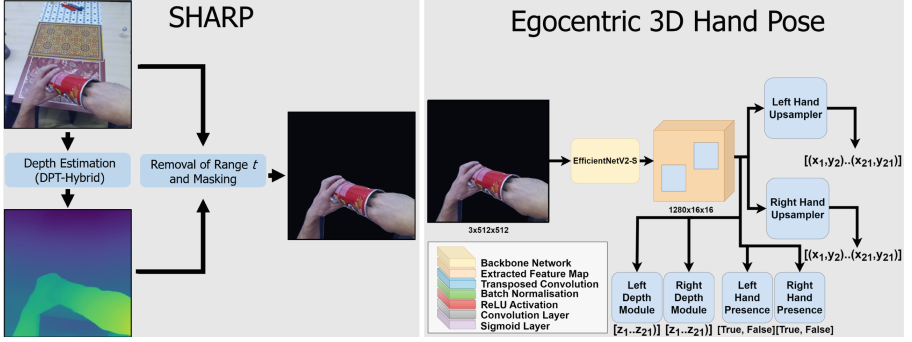 SHARP
Depth Estimation
(DPT-Hybrid)
Removal of Range t
and Masking
Egocentric 3D Hand Pose
3x512x512
EfficientNetV2-S
1280x16x16
Left Hand
Upsampler
[(x₁,y₂)..(x₂₁,y₂₁)]
Right Hand
Upsampler
[(x₁,y₂)..(x₂₁,y₂₁)]
Backbone Network
Extracted Feature Map
Transposed Convolution
Batch Normalisation
ReLU Activation
Convolution Layer
Sigmoid Layer
Left
Depth
Module
[z₁..z₂₁)]
Right
Depth
Module
[z₁..z₂₁)]
Left
Hand
Presence
[True, False]
Right
Hand
Presence
[True, False]